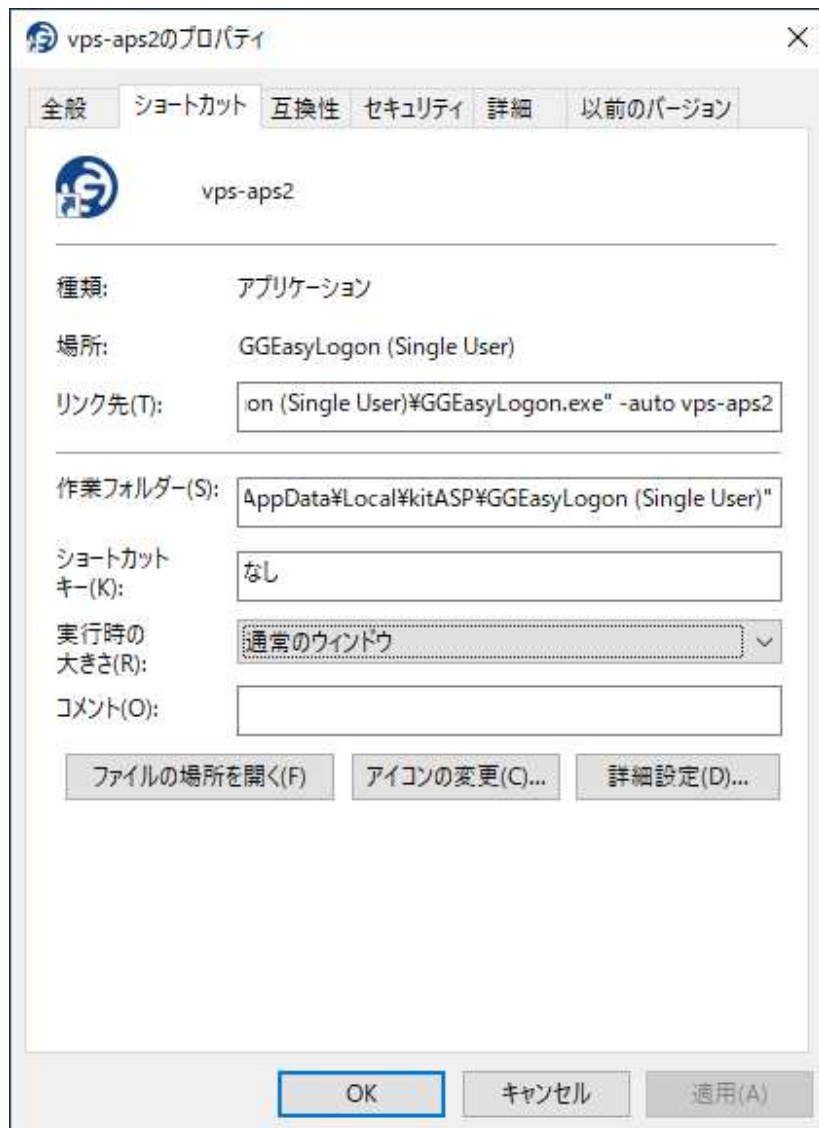 vps-aps2のプロパティ
全般 ショートカット 互換性 セキュリティ 詳細 以前のバージョン
vps-aps2
種類: アプリケーション
場所: GGEasyLogon (Single User)
リンク先(T): on (Single User)¥GGEasyLogon.exe" -auto vps-aps2
作業フォルダー(S): AppData¥Local¥kitASP¥GGEasyLogon (Single User)"
ショートカット
キー(K): なし
実行時の
大きさ(R): 通常のウィンドウ
コメント(O):
ファイルの場所を開く(F) アイコンの変更(C)... 詳細設定(D)...
OK キャンセル 適用(A)